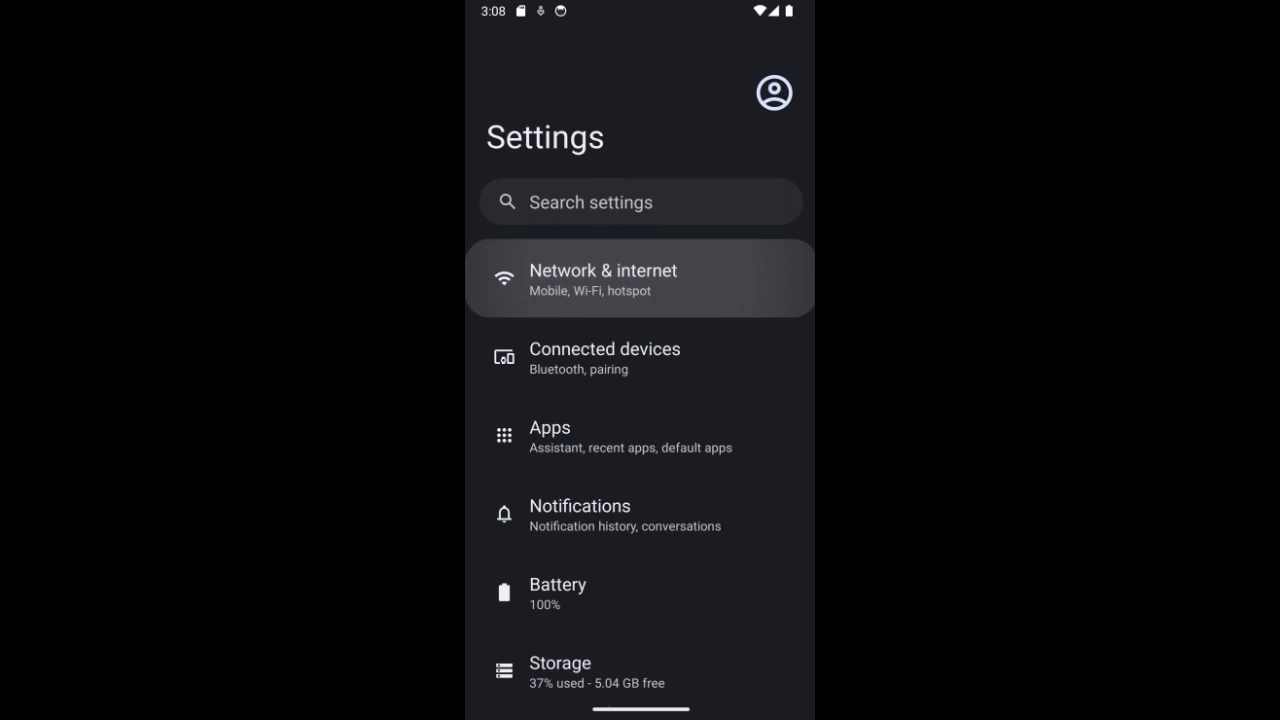 3:08
Settings
Search settings
Network & internet
Mobile, Wi-Fi, hotspot
Connected devices
Bluetooth, pairing
Apps
Assistant, recent apps, default apps
Notifications
Notification history, conversations
Battery
100%
Storage
37% used - 5.04 GB free